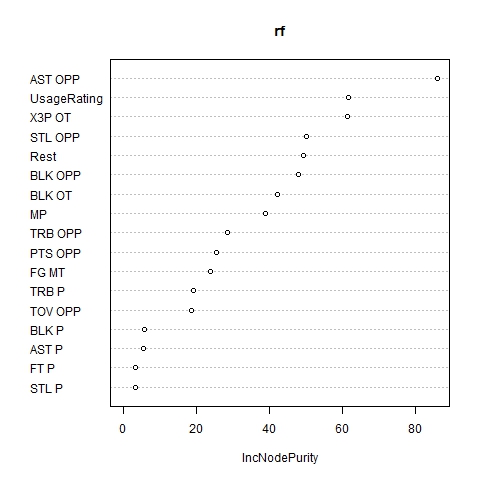 rf
AST OPP
UsageRating
X3P OT
STL OPP
Rest
BLK OPP
BLK OT
MP
TRB OPP
PTS OPP
FG MT
TRB P
TOV OPP
BLK P
AST P
FT P
STL P
0 20 40 60 80
IncNodePurity